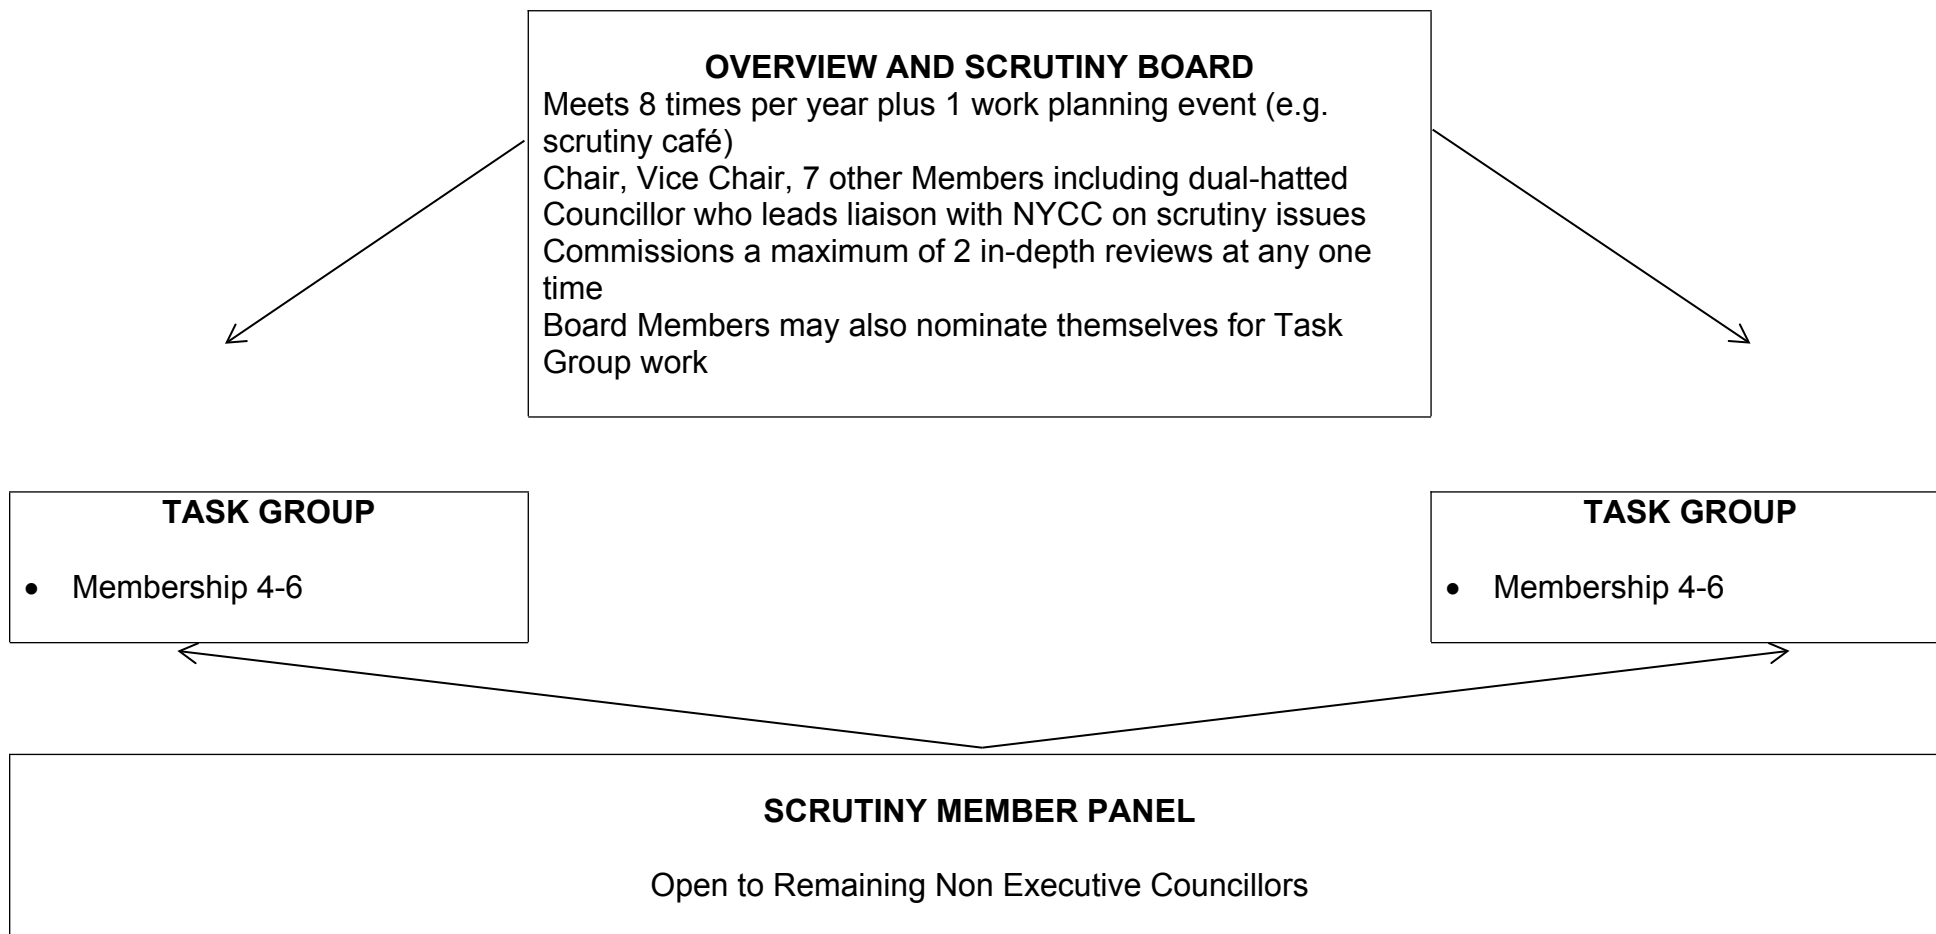 OVERVIEW AND SCRUTINY BOARD
Meets 8 times per year plus 1 work planning event (e.g.
scrutiny café)
Chair, Vice Chair, 7 other Members including dual-hatted
Councillor who leads liaison with NYCC on scrutiny issues
Commissions a maximum of 2 in-depth reviews at any one
time
Board Members may also nominate themselves for Task
Group work
TASK GROUP
• Membership 4-6
TASK GROUP
• Membership 4-6
SCRUTINY MEMBER PANEL
Open to Remaining Non Executive Councillors